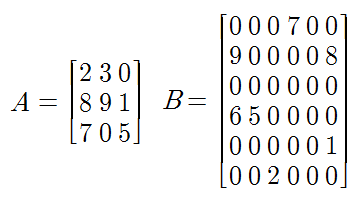 A = [2 3 0
8 9 1
7 0 5]
B = [0 0 0 7 0 0
9 0 0 0 0 8
0 0 0 0 0 0
6 5 0 0 0 0
0 0 0 0 0 1
0 0 2 0 0 0]